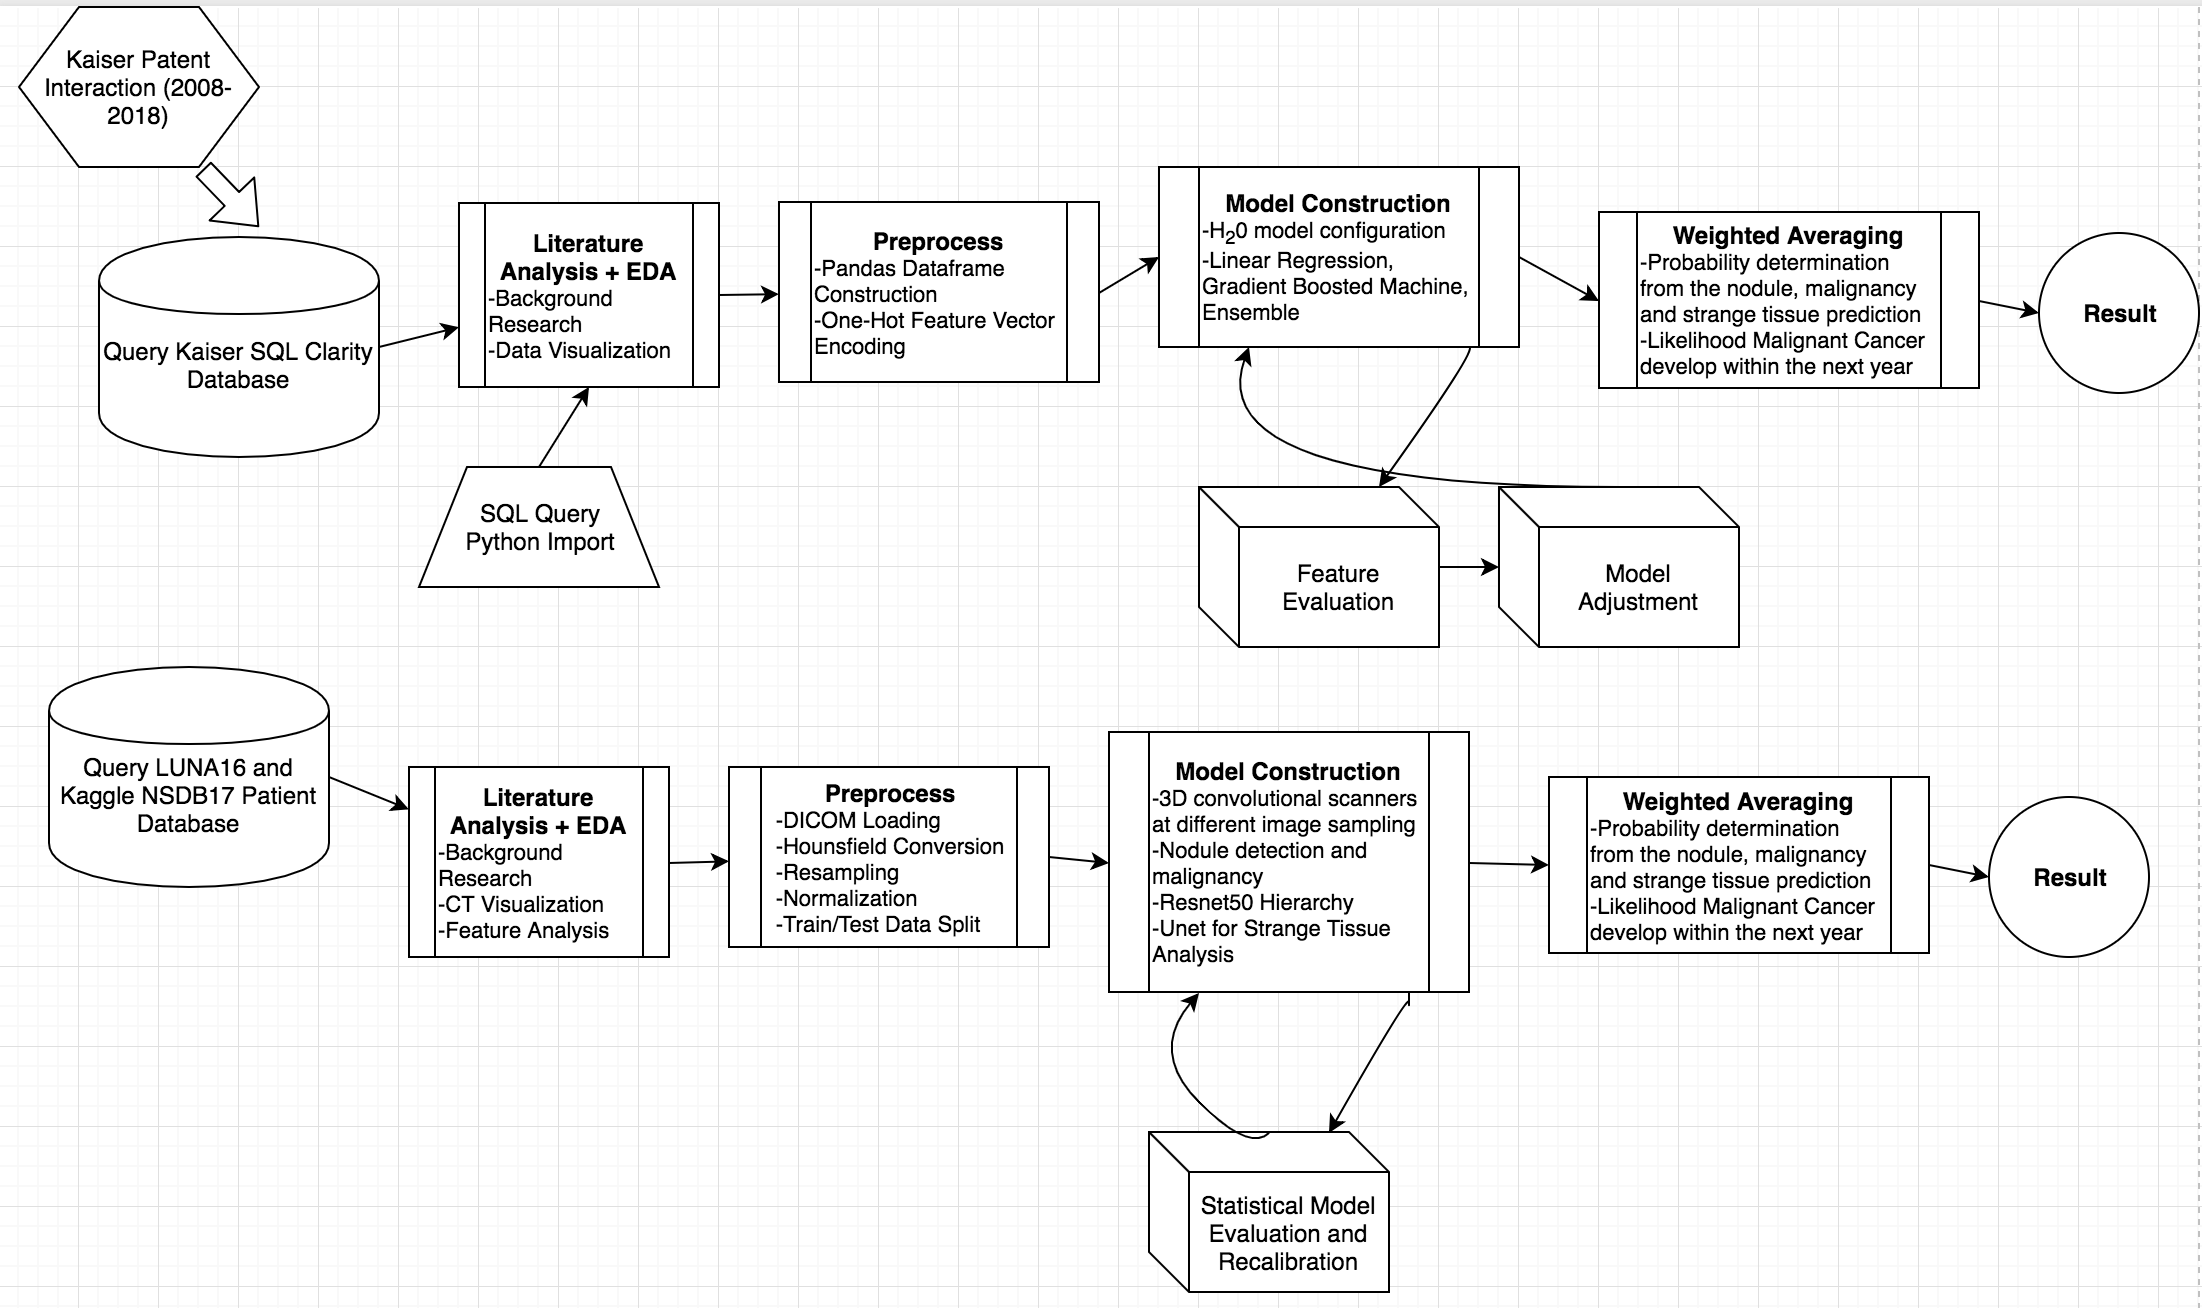 Kaiser Patent
Interaction (2008-
2018)
Query Kaiser SQL Clarity
Database
Literature
Analysis + EDA
-Background
Research
-Data Visualization
SQL Query
Python Import
Preprocess
-Pandas Dataframe
Construction
-One-Hot Feature Vector
Encoding
Model Construction
-H₂0 model configuration
-Linear Regression,
Gradient Boosted Machine,
Ensemble
Feature
Evaluation
Model
Adjustment
Weighted Averaging
-Probability determination
from the nodule, malignancy
and strange tissue prediction
-Likelihood Malignant Cancer
develop within the next year
Result
Query LUNA16 and
Kaggle NSDB17 Patient
Database
Literature
Analysis + EDA
-Background
Research
-CT Visualization
-Feature Analysis
Preprocess
-DICOM Loading
-Hounsfield Conversion
-Resampling
-Normalization
-Train/Test Data Split
Model Construction
-3D convolutional scanners
at different image sampling
-Nodule detection and
malignancy
-Resnet50 Hierarchy
-Unet for Strange Tissue
Analysis
Statistical Model
Evaluation and
Recalibration
Weighted Averaging
-Probability determination
from the nodule, malignancy
and strange tissue prediction
-Likelihood Malignant Cancer
develop within the next year
Result